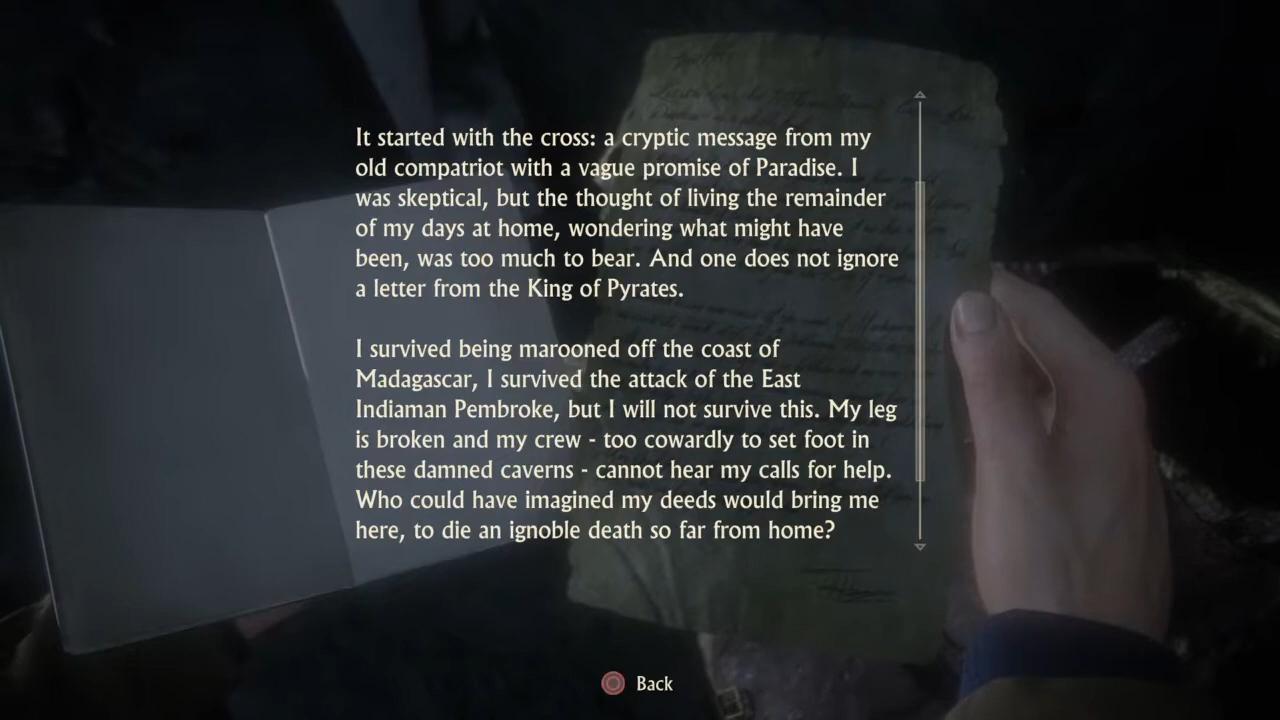 It started with the cross: a cryptic message from my
old compatriot with a vague promise of Paradise. I
was skeptical, but the thought of living the remainder
of my days at home, wondering what might have
been, was too much to bear. And one does not ignore
a letter from the King of Pyrates.
I survived being marooned off the coast of
Madagascar, I survived the attack of the East
Indiaman Pembroke, but I will not survive this. My leg
is broken and my crew - too cowardly to set foot in
these damned caverns - cannot hear my calls for help.
Who could have imagined my deeds would bring me
here, to die an ignoble death so far from home?
Back